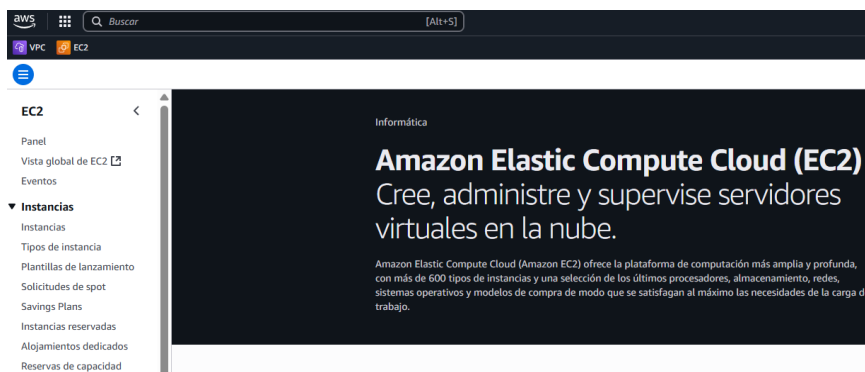 aws
Buscar
[Alt+S]
VPC
EC2
EC2
Panel
Vista global de EC2
Eventos
Instancias
Instancias
Tipos de instancia
Plantillas de lanzamiento
Solicitudes de spot
Savings Plans
Instancias reservadas
Alojamientos dedicados
Reservas de capacidad
Informática
Amazon Elastic Compute Cloud (EC2)
Cree, administre y supervise servidores
virtuales en la nube.
Amazon Elastic Compute Cloud (Amazon EC2) ofrece la plataforma de computación más amplia y profunda,
con más de 600 tipos de instancias y una selección de los últimos procesadores, almacenamiento, redes,
sistemas operativos y modelos de compra de modo que se satisfagan al máximo las necesidades de la carga d
trabajo.